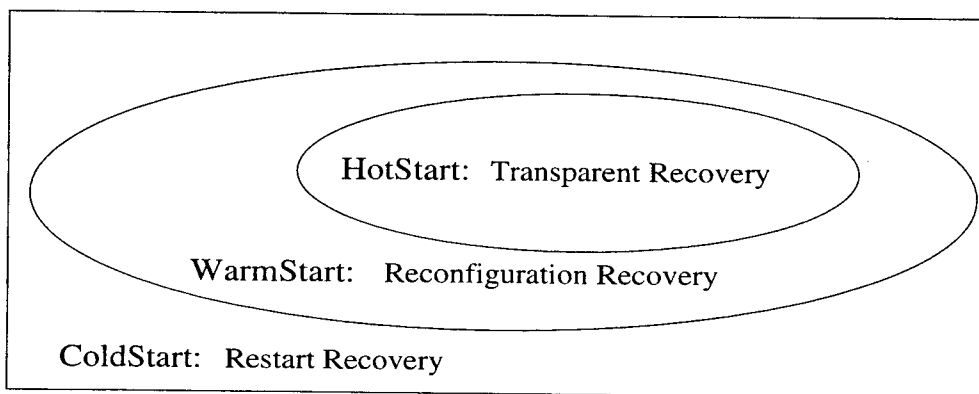 HotStart: Transparent Recovery
WarmStart: Reconfiguration Recovery
ColdStart: Restart Recovery